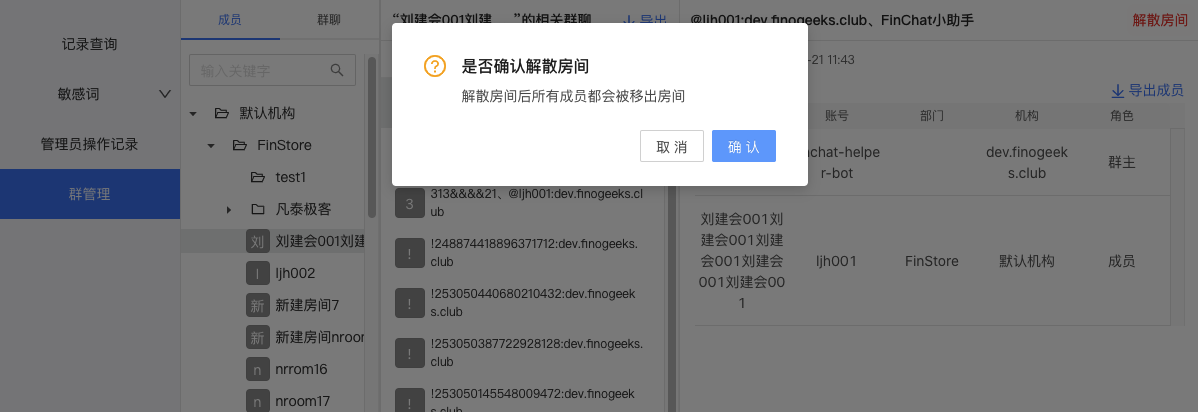 记录查询
敏感词
管理员操作记录
群管理
成员
群聊
输入关键字
默认机构
FinStore
test1
凡泰极客
刘 刘建会001刘建
l ljh002
新 新建房间7
新 新建房间nroor
n nrrom16
n nroom17
“刘建会001刘建 ”的相关群聊
导出
3 313&&&&21、@ljh001:dev.finogeeks.cl
ub
! !248874418896371712:dev.finogeeks.
club
! !253050440680210432:dev.finogeek
s.club
! !253050387722928128:dev.finogeeks.
club
! !253050145548009472:dev.finogeek
s.club
@ljh001:dev.finogeeks.club、FinChat小助手
解散房间
-21 11:43
导出成员
账号 部门 机构 角色
chat-helpe
r-bot
dev.finogeek
s.club
群主
刘建会001刘
建会001刘建
会001刘建会
001刘建会00
1
ljh001
FinStore
默认机构
成员
是否确认解散房间
解散房间后所有成员都会被移出房间
取 消
确 认